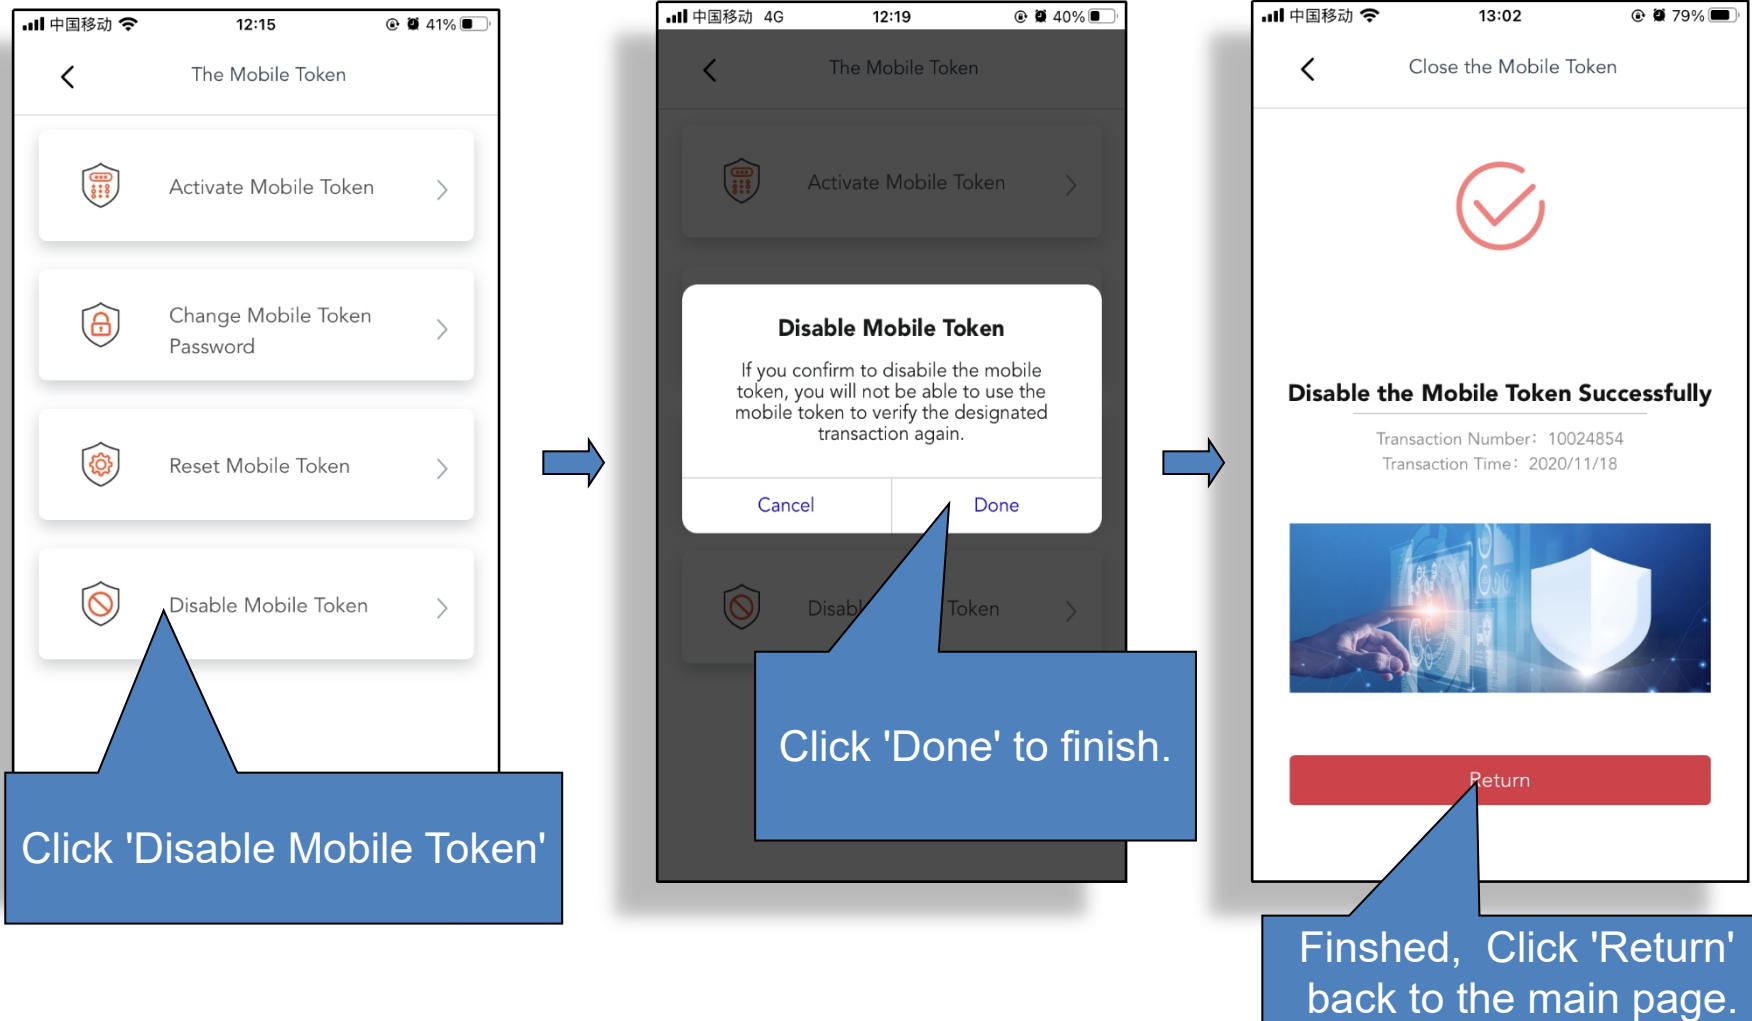 中国移动 12:15 41%
The Mobile Token
Activate Mobile Token
Change Mobile Token
Password
Reset Mobile Token
Disable Mobile Token
Click 'Disable Mobile Token'
中国移动 4G 12:19 40%
The Mobile Token
Activate Mobile Token
Disable Mobile Token
If you confirm to disabile the mobile
token, you will not be able to use the
mobile token to verify the designated
transaction again.
Cancel Done
Disab Token
Click 'Done' to finish.
中国移动 13:02 79%
Close the Mobile Token
Disable the Mobile Token Successfully
Transaction Number: 10024854
Transaction Time: 2020/11/18
Return
Finshed, Click 'Return'
back to the main page.